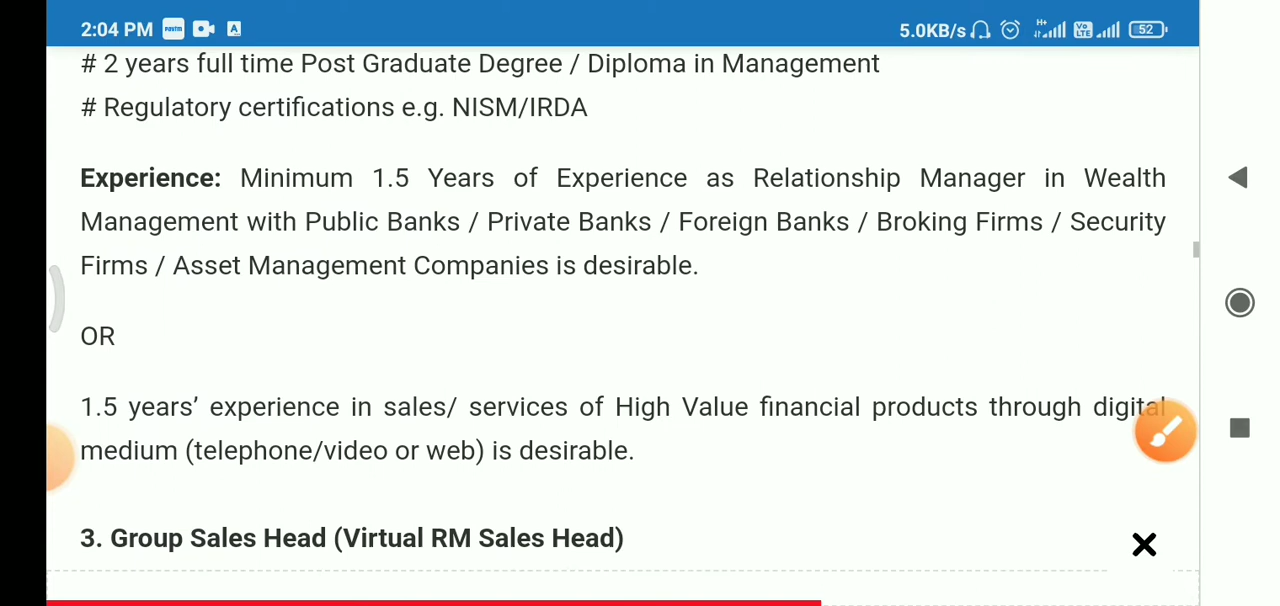 2:04 PM paytm A 5.0KB/s H+ Vo LTE 52
# 2 years full time Post Graduate Degree / Diploma in Management
# Regulatory certifications e.g. NISM/IRDA
Experience: Minimum 1.5 Years of Experience as Relationship Manager in Wealth
Management with Public Banks / Private Banks / Foreign Banks / Broking Firms / Security
Firms / Asset Management Companies is desirable.
OR
1.5 years’ experience in sales/ services of High Value financial products through digital
medium (telephone/video or web) is desirable.
3. Group Sales Head (Virtual RM Sales Head)